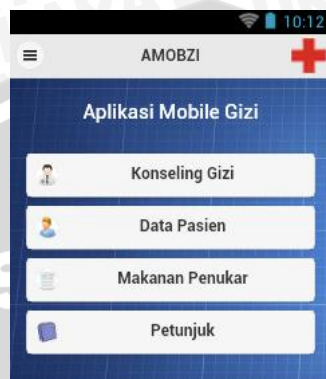 10:12
AMOBZI
Aplikasi Mobile Gizi
Konseling Gizi
Data Pasien
Makanan Penukar
Petunjuk